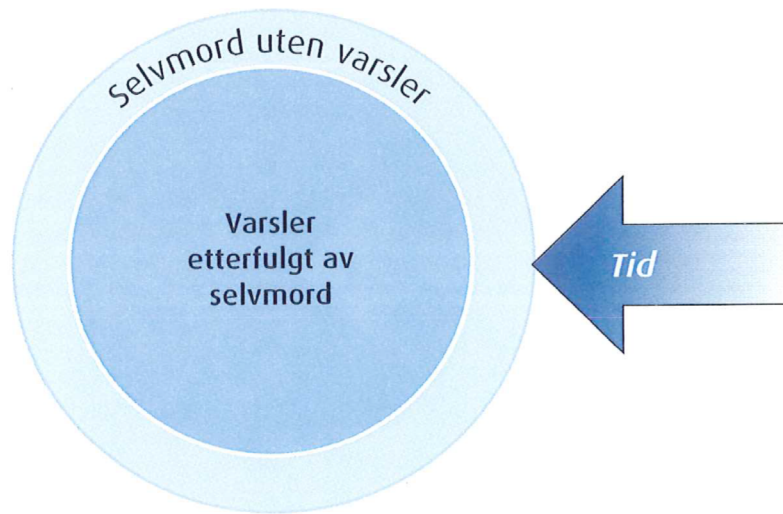 Selvmord uten varsler
Varsler
etterfulgt av
selvmord
Tid